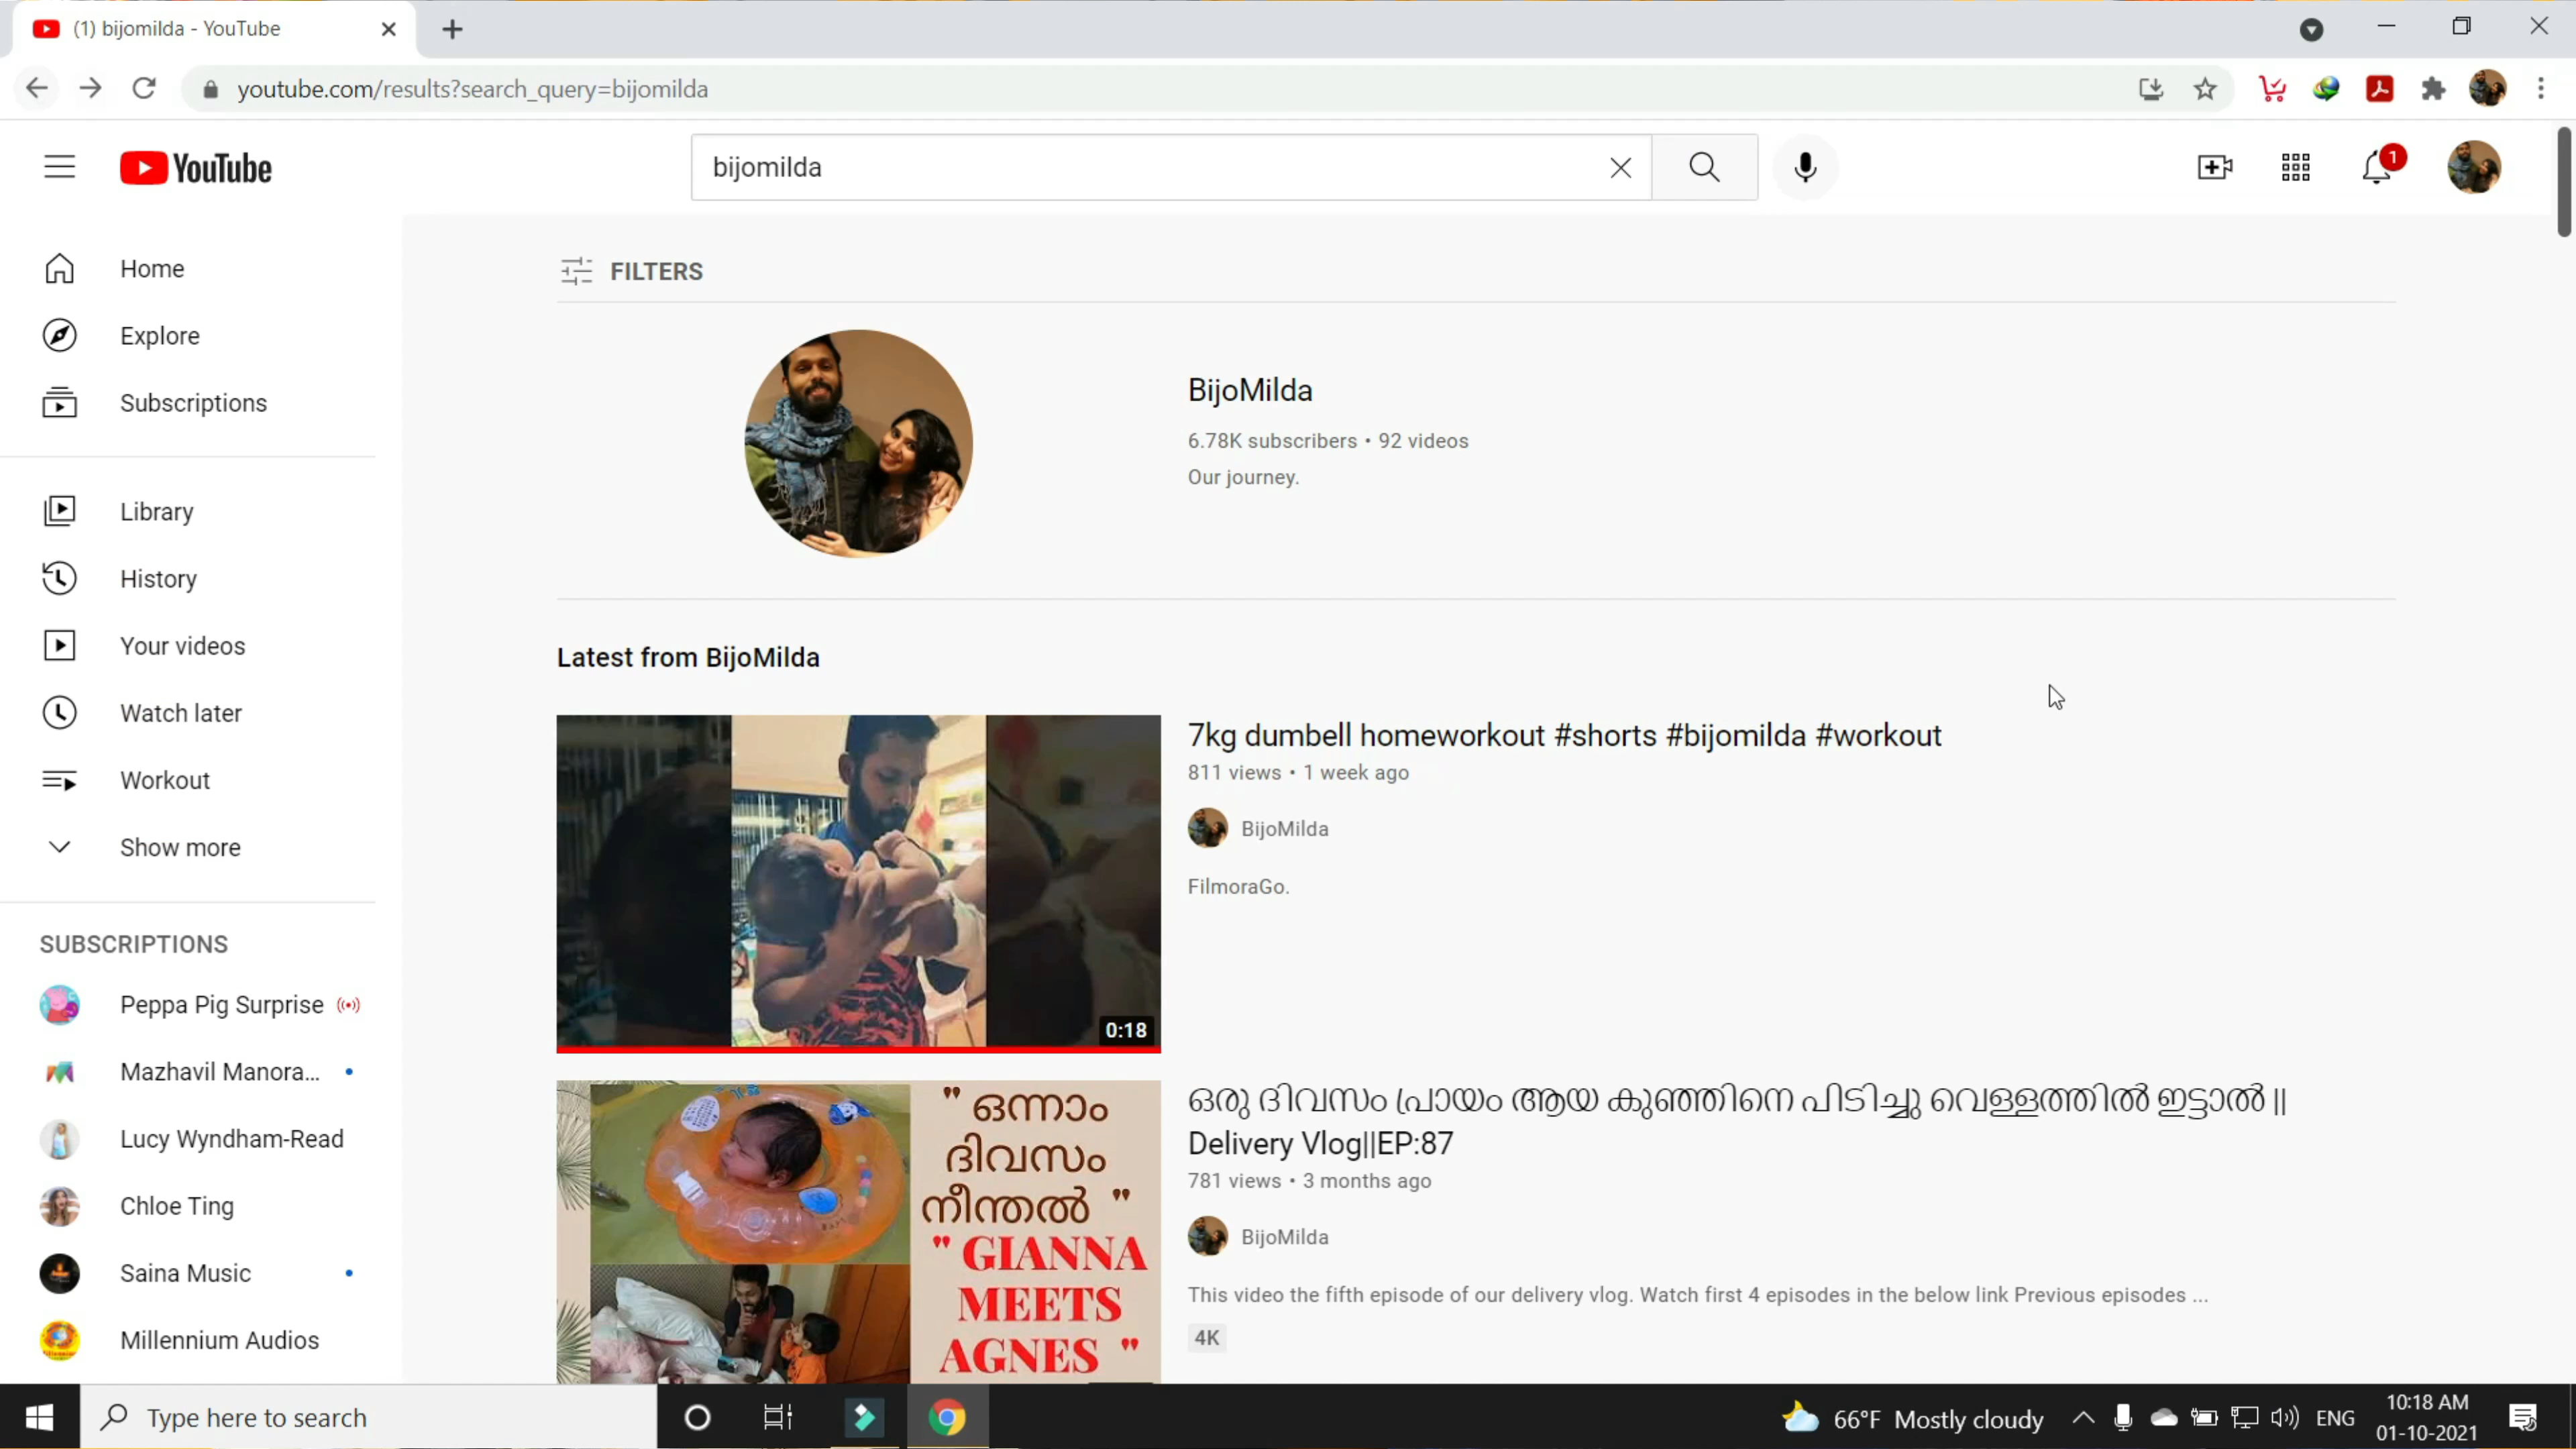 (1) bijomilda - YouTube
youtube.com/results?search_query=bijomilda
YouTube
bijomilda
1
Home
Explore
Subscriptions
Library
History
Your videos
Watch later
Workout
Show more
SUBSCRIPTIONS
Peppa Pig Surprise
Mazhavil Manora...
Lucy Wyndham-Read
Chloe Ting
Saina Music
Millennium Audios
FILTERS
BijoMilda
6.78K subscribers • 92 videos
Our journey.
Latest from BijoMilda
0:18
7kg dumbell homeworkout #shorts #bijomilda #workout
811 views • 1 week ago
BijoMilda
FilmoraGo.
" ഒന്നാം
ദിവസം
നീന്തൽ "
" GIANNA
MEETS
AGNES "
ഒരു ദിവസം പ്രായം ആയ കുഞ്ഞിനെ പിടിച്ചു വെള്ളത്തിൽ ഇട്ടാൽ ||
Delivery Vlog||EP:87
781 views • 3 months ago
BijoMilda
This video the fifth episode of our delivery vlog. Watch first 4 episodes in the below link Previous episodes ...
4K
Type here to search
66°F Mostly cloudy
ENG
10:18 AM
01-10-2021